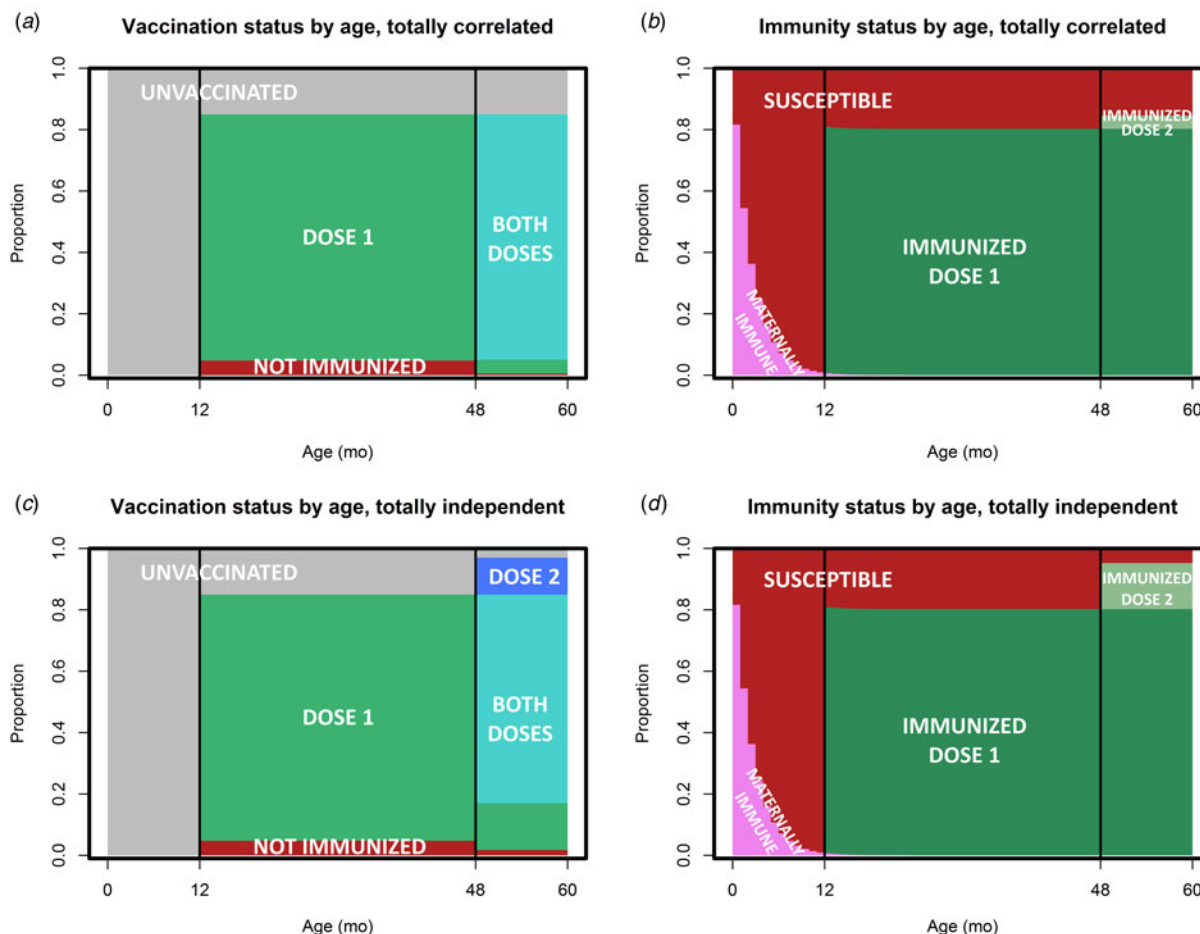 (a) Vaccination status by age, totally correlated
1.0
0.8
0.6
0.4
0.2
0.0
Proportion
UNVACCINATED
DOSE 1
BOTH
DOSES
NOT IMMUNIZED
0 12 48 60
Age (mo)
(b) Immunity status by age, totally correlated
1.0
0.8
0.6
0.4
0.2
0.0
Proportion
SUSCEPTIBLE
IMMUNIZED
DOSE 2
IMMUNIZED
DOSE 1
MATERNALLY
IMMUNE
0 12 48 60
Age (mo)
(c) Vaccination status by age, totally independent
1.0
0.8
0.6
0.4
0.2
0.0
Proportion
UNVACCINATED
DOSE 2
DOSE 1
BOTH
DOSES
NOT IMMUNIZED
0 12 48 60
Age (mo)
(d) Immunity status by age, totally independent
1.0
0.8
0.6
0.4
0.2
0.0
Proportion
SUSCEPTIBLE
IMMUNIZED
DOSE 2
IMMUNIZED
DOSE 1
MATERNALLY
IMMUNE
0 12 48 60
Age (mo)